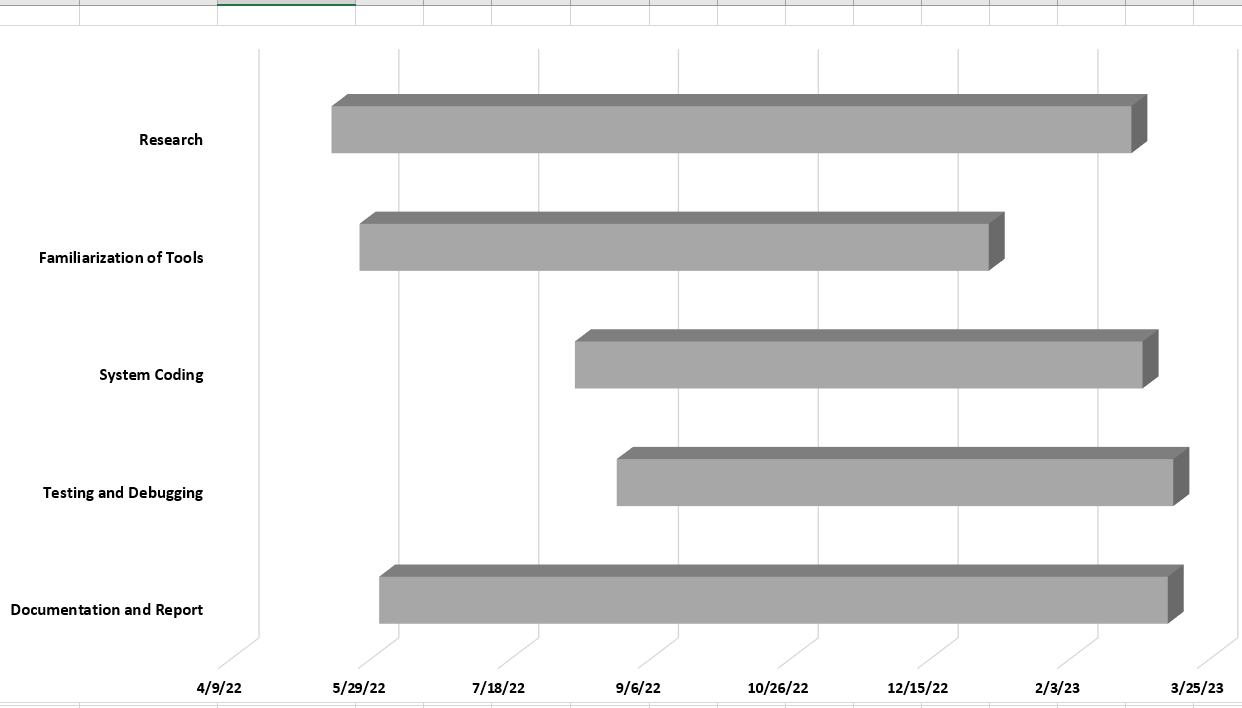 Research
Familiarization of Tools
System Coding
Testing and Debugging
Documentation and Report
4/9/22 5/29/22 7/18/22 9/6/22 10/26/22 12/15/22 2/3/23 3/25/23